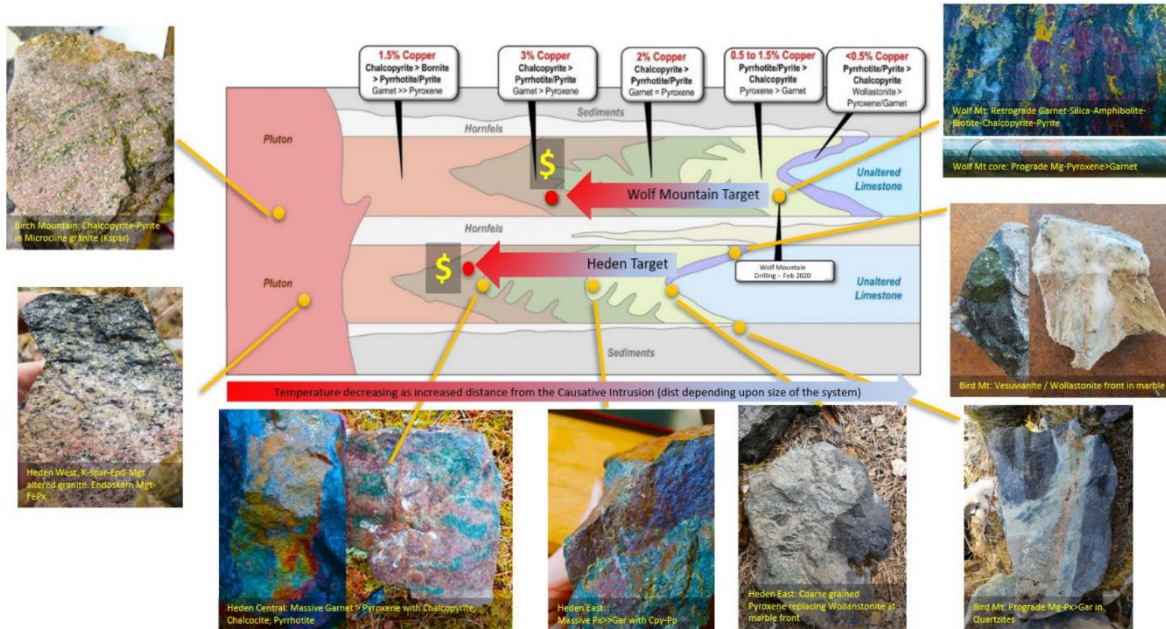 1.5% Copper
Chalcopyrite > Bornite
> Pyrrhotite/Pyrite
Garnet >> Pyroxene
3% Copper
Chalcopyrite >
Pyrrhotite/Pyrite
Garnet > Pyroxene
2% Copper
Chalcopyrite >
Pyrrhotite/Pyrite
Garnet = Pyroxene
0.5 to 1.5% Copper
Pyrrhotite/Pyrite >
Chalcopyrite
Pyroxene > Garnet
<0.5% Copper
Pyrrhotite/Pyrite >
Chalcopyrite
Wollastonite >
Pyroxene/Garnet
Sediments
Hornfels
Pluton
$
Wolf Mountain Target
Unaltered
Limestone
Hornfels
$
Heden Target
Wolf Mountain
Drilling – Feb 2020
Pluton
Unaltered
Limestone
Sediments
Temperature decreasing as increased distance from the Causative Intrusion (dist depending upon size of the system)
Birch Mountain: Chalcopyrite-Pyrite
in Microcline granite (Kspar)
Heden West: K-spar-Epd-Mgt
altered granite. Endoskarn Mgt-
FePx
Heden Central: Massive Garnet > Pyroxene with Chalcopyrite,
Chalcocite, Pyrrhotite
Heden East:
Massive Px>>Gar with Cpy-Po
Heden East: Coarse grained
Pyroxene replacing Wollanstonite at
marble front
Bird Mt: Prograde Mg-Px>Gar in
Quartzites
Bird Mt: Vesuvianite / Wollastonite front in marble
Wolf Mt: Retrograde Garnet-Silica-Amphibolite-
Biotite-Chalcopyrite-Pyrite
Wolf Mt core: Prograde Mg-Pyroxene>Garnet